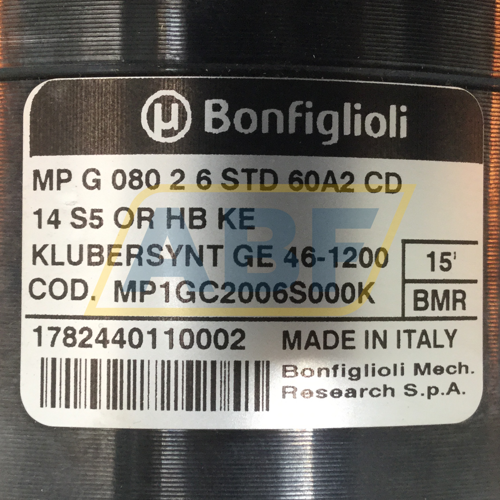 Bonfiglioli
MP G 080 2 6 STD 60A2 CD
14 S5 OR HB KE
KLUBERSYNT GE 46-1200
15'
COD. MP1GC2006S000K
BMR
1782440110002 MADE IN ITALY
Bonfiglioli Mech.
Research S.p.A.
ABF